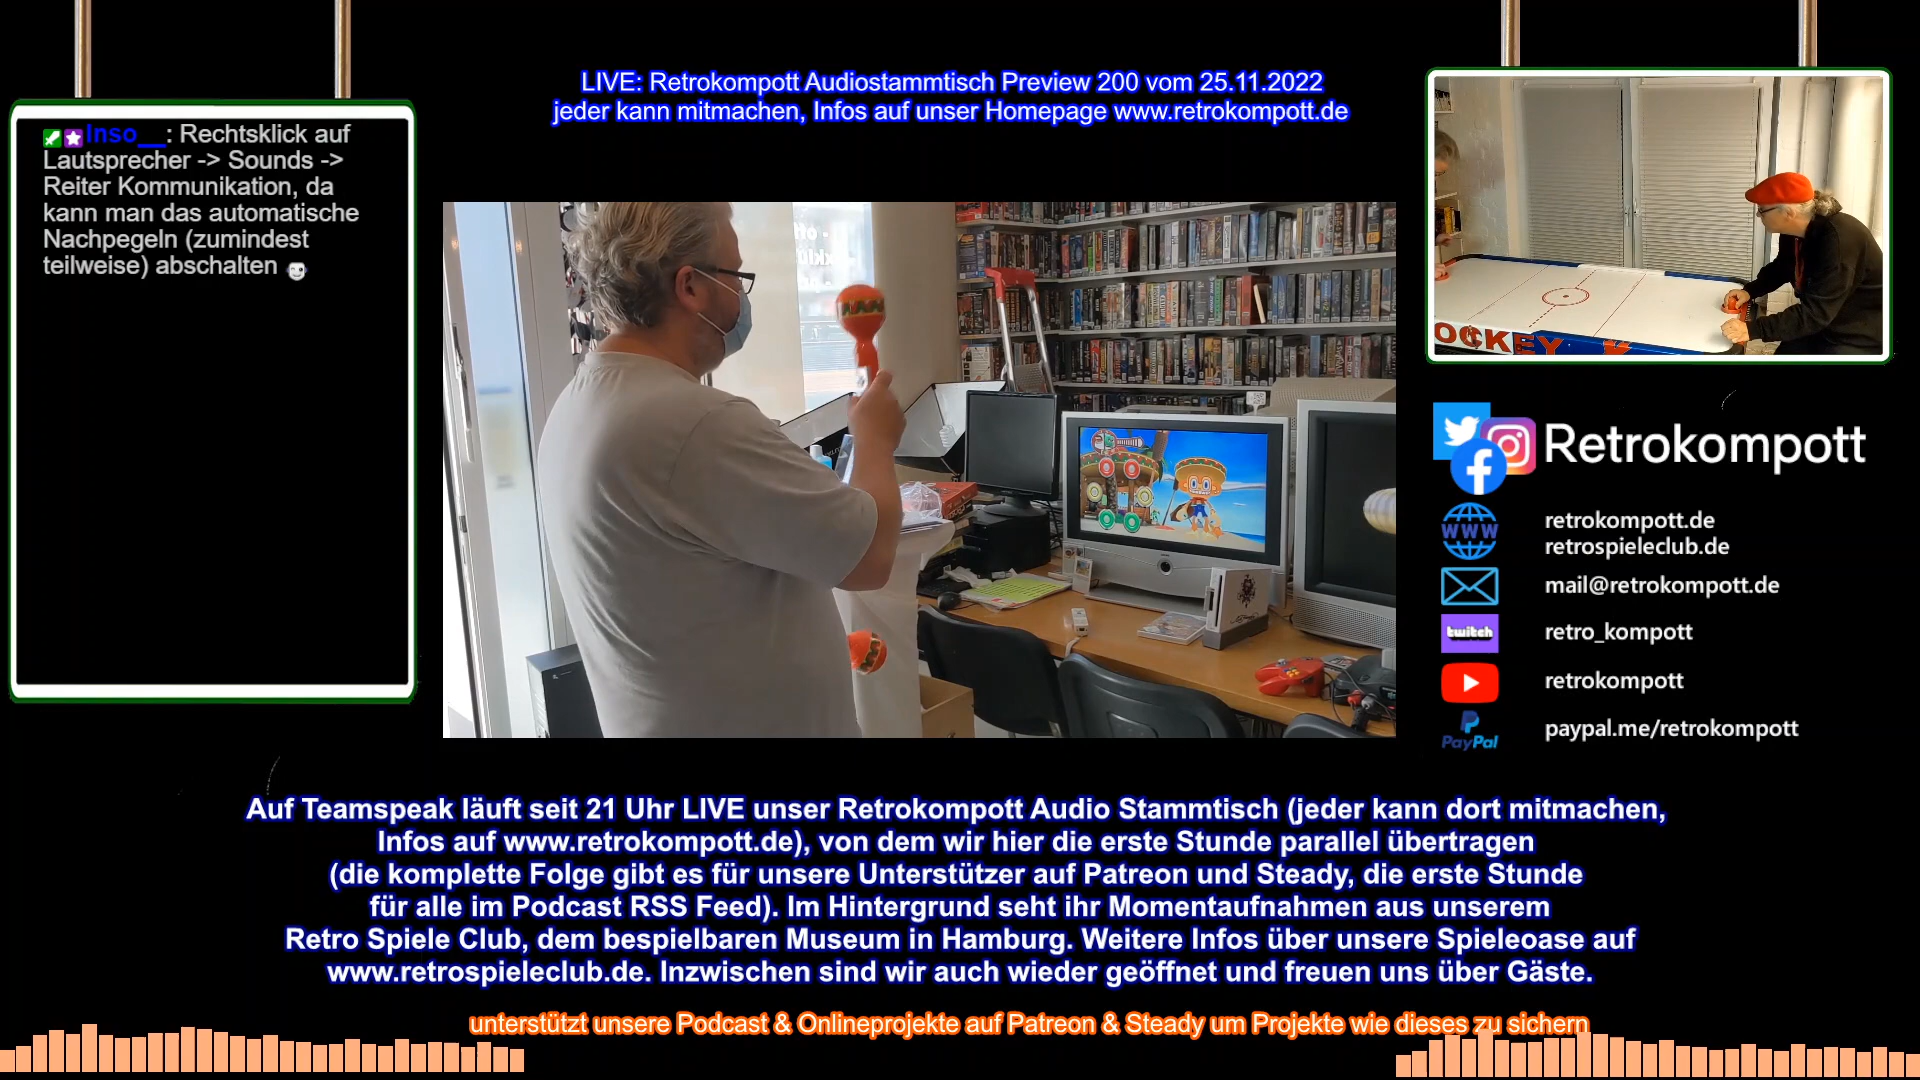 LIVE: Retrokompott Audiostammtisch Preview 200 vom 25.11.2022
jeder kann mitmachen, Infos auf unser Homepage www.retrokompott.de
Inso__: Rechtsklick auf
Lautsprecher -> Sounds ->
Reiter Kommunikation, da
kann man das automatische
Nachpegeln (zumindest
teilweise) abschalten
OCKEY
Retrokompott
WWW
retrokompott.de
retrospieleclub.de
mail@retrokompott.de
twitch
retro_kompott
retrokompott
PayPal
paypal.me/retrokompott
Auf Teamspeak läuft seit 21 Uhr LIVE unser Retrokompott Audio Stammtisch (jeder kann dort mitmachen,
Infos auf www.retrokompott.de), von dem wir hier die erste Stunde parallel übertragen
(die komplette Folge gibt es für unsere Unterstützer auf Patreon und Steady, die erste Stunde
für alle im Podcast RSS Feed). Im Hintergrund seht ihr Momentaufnahmen aus unserem
Retro Spiele Club, dem bespielbaren Museum in Hamburg. Weitere Infos über unsere Spieleoase auf
www.retrospieleclub.de. Inzwischen sind wir auch wieder geöffnet und freuen uns über Gäste.
unterstützt unsere Podcast & Onlineprojekte auf Patreon & Steady um Projekte wie dieses zu sichern